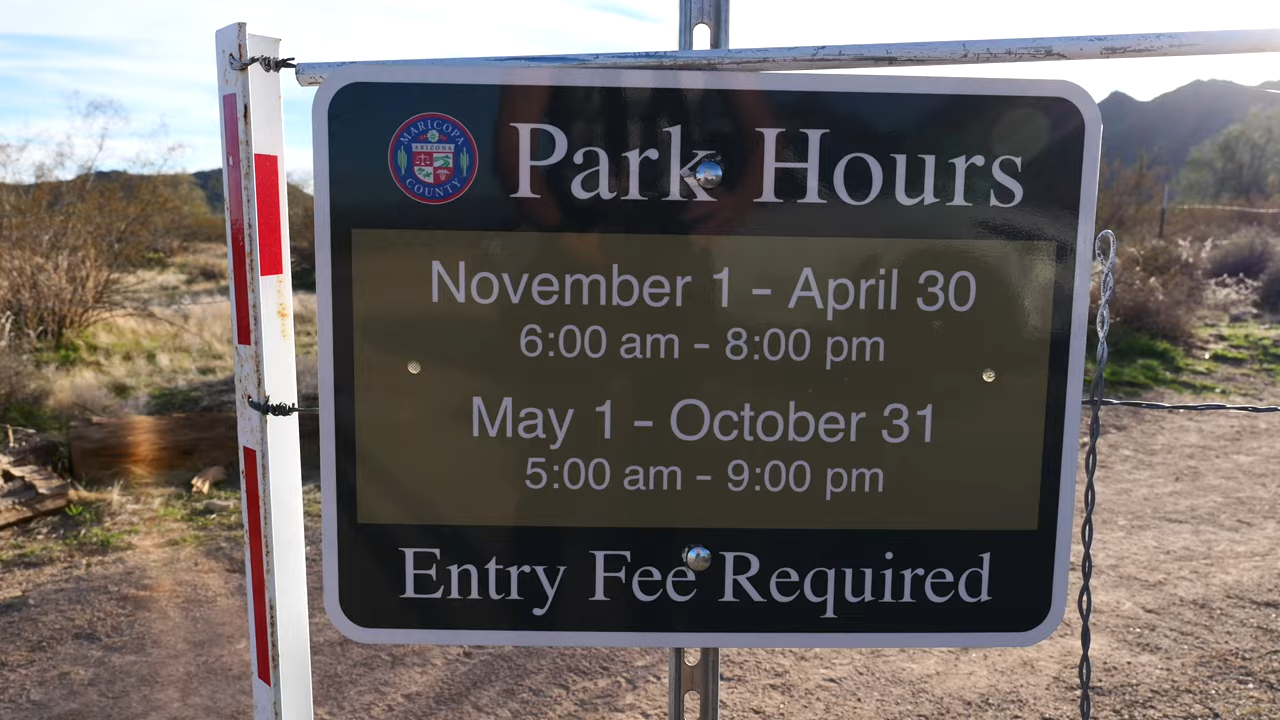 MARICOPA
ARIZONA
COUNTY
Park Hours
November 1 - April 30
6:00 am - 8:00 pm
May 1 - October 31
5:00 am - 9:00 pm
Entry Fee Required